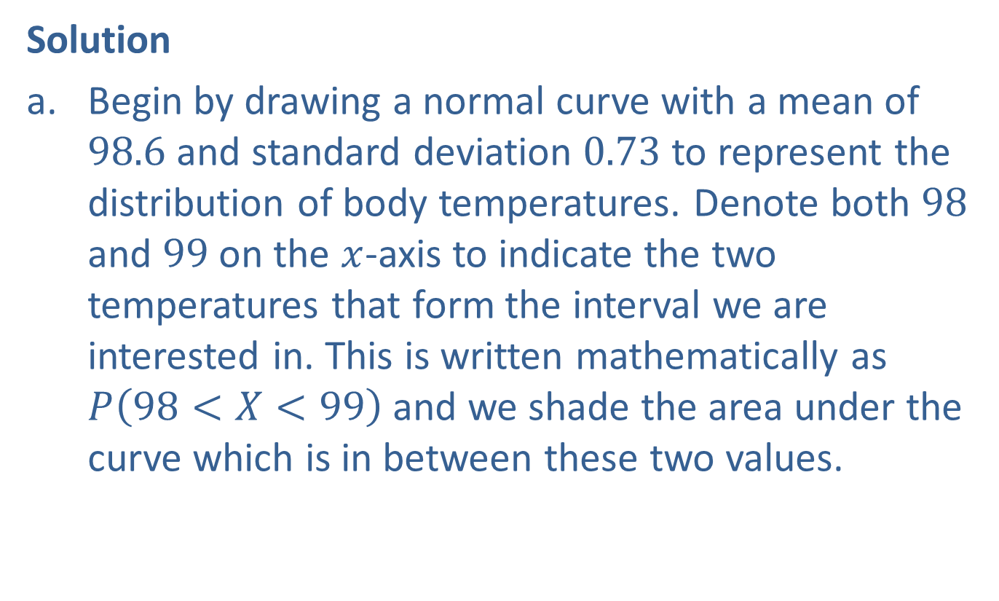 Solution
a. Begin by drawing a normal curve with a mean of
98.6 and standard deviation 0.73 to represent the
distribution of body temperatures. Denote both 98
and 99 on the x-axis to indicate the two
temperatures that form the interval we are
interested in. This is written mathematically as
P(98 < X < 99) and we shade the area under the
curve which is in between these two values.